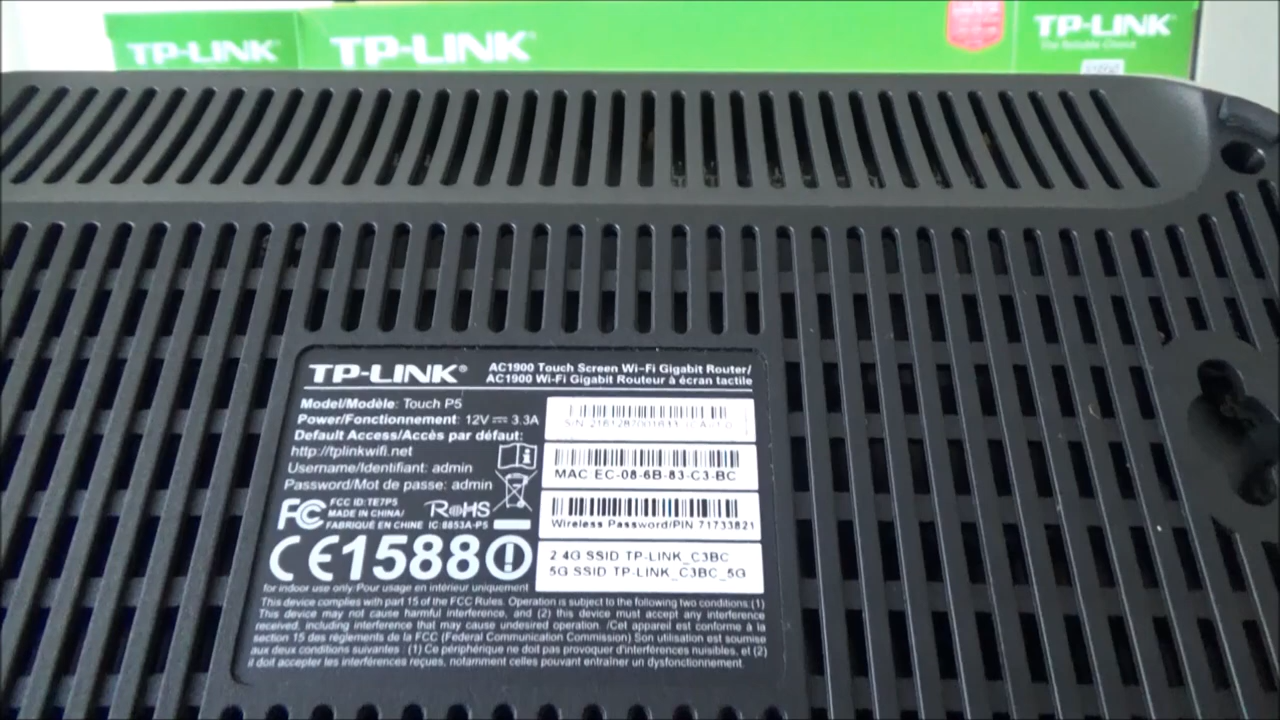 TP-LINK
TP-LINK
TP-LINK
The Reliable Choice
TP-LINK®
AC1900 Touch Screen Wi-Fi Gigabit Router/
AC1900 Wi-Fi Gigabit Routeur à écran tactile
Model/Modèle: Touch P5
Power/Fonctionnement: 12V 3.3A
Default Access/Accès par défaut:
http://tplinkwifi.net
Username/Identifiant: admin
Password/Mot de passe: admin
FCC ID:TE7P5
MADE IN CHINA/
FABRIQUÉ EN CHINE IC:8853A-P5
FC
RoHS
CE1588
S/N:
MAC EC-08-6B-83-C3-BC
Wireless Password/PIN 71733821
2 4G SSID TP-LINK_C3BC
5G SSID TP-LINK_C3BC_5G
for indoor use only/Pour usage en intérieur uniquement
This device complies with part 15 of the FCC Rules. Operation is subject to the following two conditions:(1)
This device may not cause harmful interference, and (2) this device must accept any interference
received, including interference that may cause undesired operation. /Cet appareil est conforme à la
section 15 des règlements de la FCC (Federal Communication Commission) Son utilisation est soumise
aux deux conditions suivantes : (1) Ce périphérique ne doit pas provoquer d'interférences nuisibles, et (2)
il doit accepter les interférences reçues, notamment celles pouvant entraîner un dysfonctionnement.